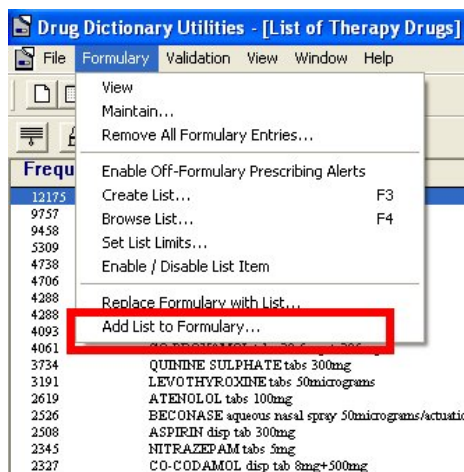 Drug Dictionary Utilities - [List of Therapy Drugs]
File Formulary Validation View Window Help
View
Maintain...
Remove All Formulary Entries...
Frequ
Enable Off-Formulary Prescribing Alerts
Create List... F3
Browse List... F4
Set List Limits...
Enable / Disable List Item
Replace Formulary with List...
Add List to Formulary...
12175
9757
9458
5309
4738
4706
4288
4288
4093
4061
3734 QUININE SULPHATE tabs 300mg
3191 LEVOTHYROXINE tabs 50micrograms
2619 ATENOLOL tabs 100mg
2526 BECONASE aqueous nasal spray 50micrograms/actuatio
2508 ASPIRIN disp tab 300mg
2345 NITRAZEPAM tabs 5mg
2327 CO-CODAMOL disp tab 8mg+500mg